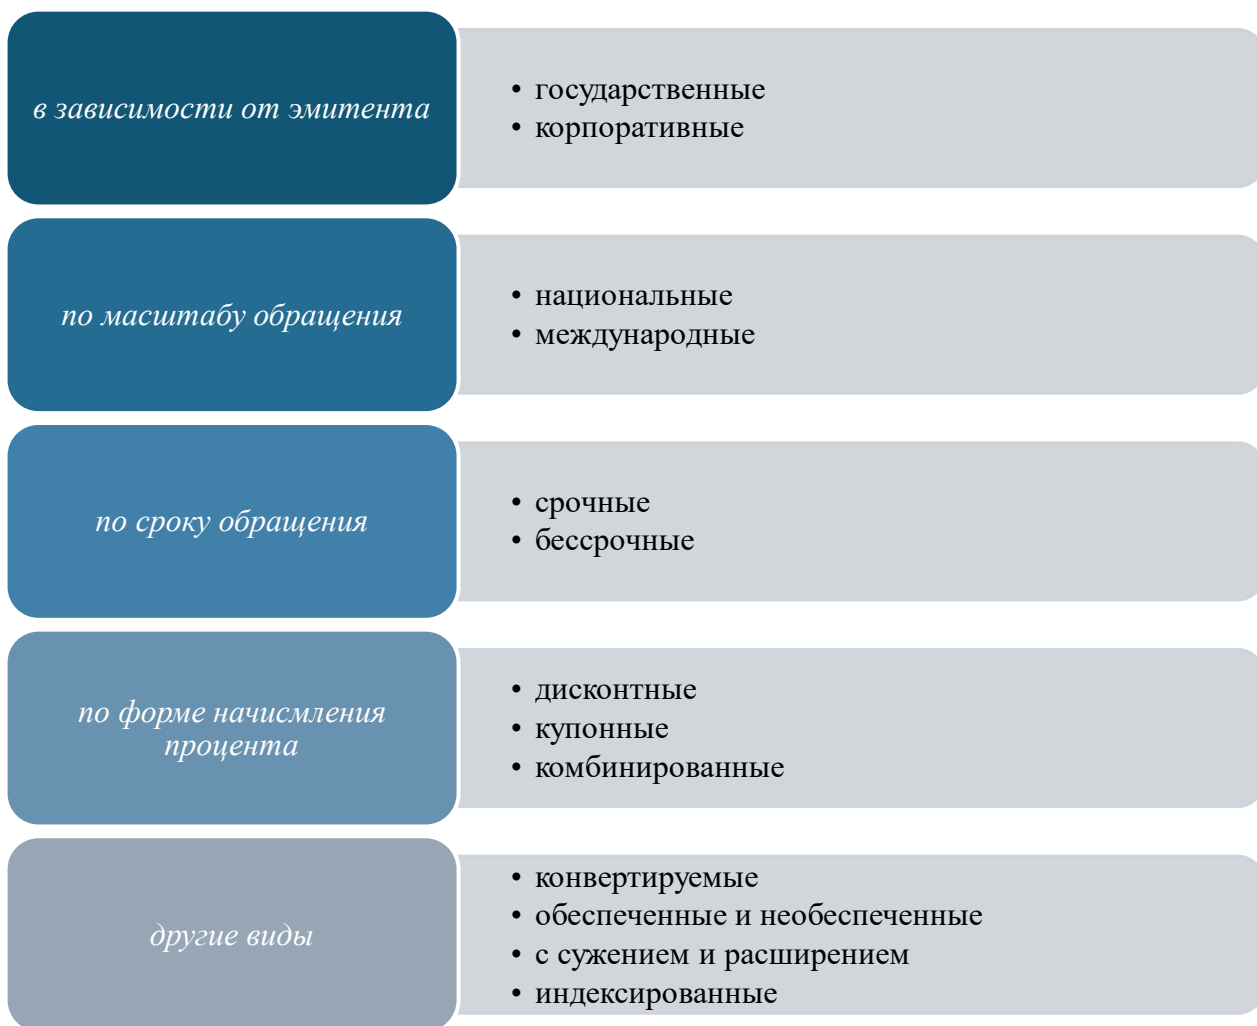 в зависимости от эмитента
• государственные
• корпоративные
по масштабу обращения
• национальные
• международные
по сроку обращения
• срочные
• бессрочные
по форме начисмления
процента
• дисконтные
• купонные
• комбинированные
другие виды
• конвертируемые
• обеспеченные и необеспеченные
• с сужением и расширением
• индексированные